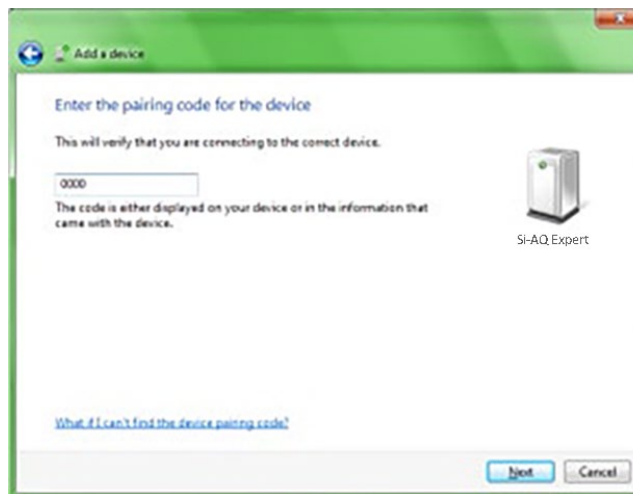 Add a device
Enter the pairing code for the device
This will verify that you are connecting to the correct device.
0000
The code is either displayed on your device or in the information that
came with the device.
Si-AQ Expert
What if I can't find the device pairing code?
Next
Cancel